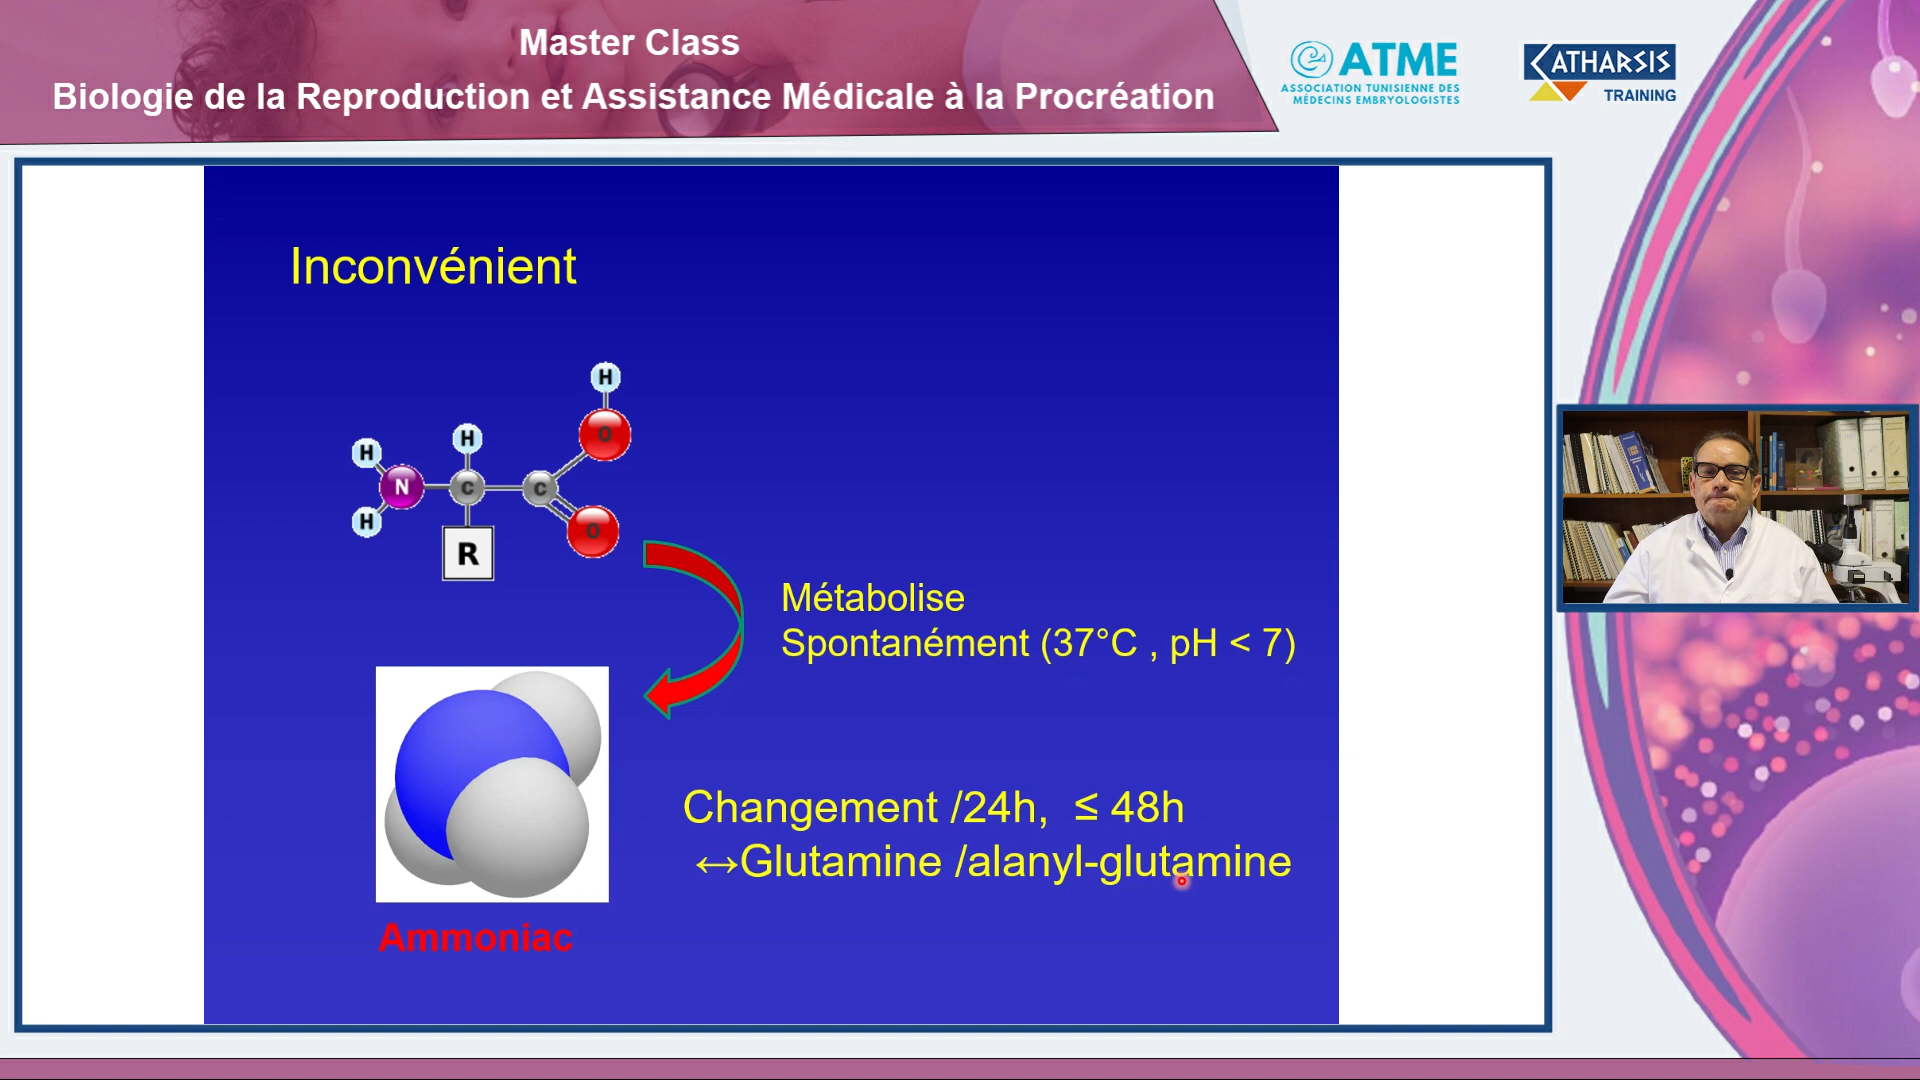 Master Class
Biologie de la Reproduction et Assistance Médicale à la Procréation
ATME
ASSOCIATION TUNISIENNE DES
MÉDECINS EMBRYOLOGISTES
KATHARSIS
TRAINING
Inconvénient
H
O
H
H
N
C
C
H
O
R
Métabolise
Spontanément (37°C , pH < 7)
Changement /24h, ≤ 48h
↔Glutamine /alanyl-glutamine
Ammoniac